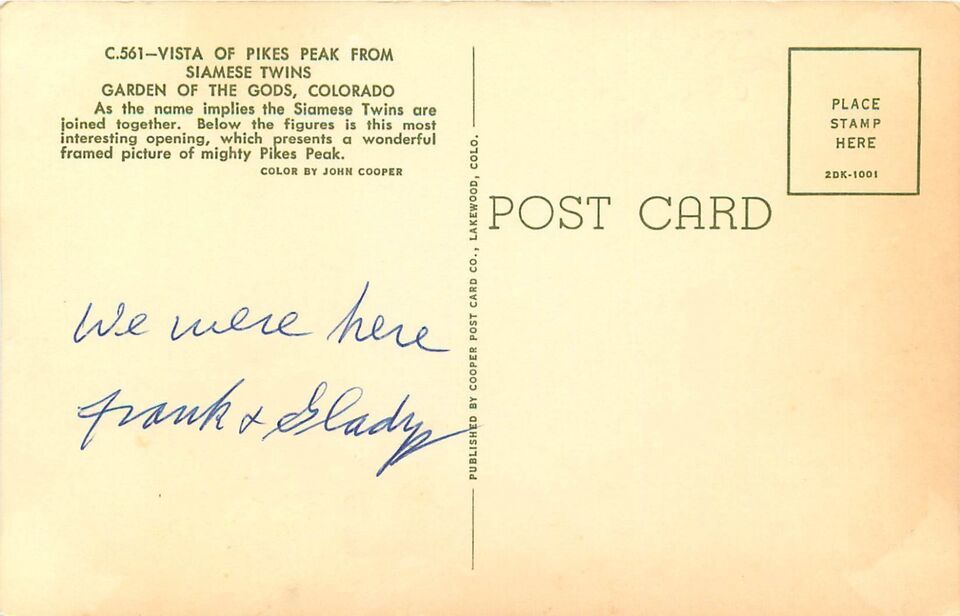 C.561—VISTA OF PIKES PEAK FROM
SIAMESE TWINS
GARDEN OF THE GODS, COLORADO
As the name implies the Siamese Twins are
joined together. Below the figures is this most
interesting opening, which presents a wonderful
framed picture of mighty Pikes Peak.
COLOR BY JOHN COOPER
We were here
Frank & Gladys
PUBLISHED BY COOPER POST CARD CO., LAKEWOOD, COLO.
POST CARD
PLACE
STAMP
HERE
2DK-1001